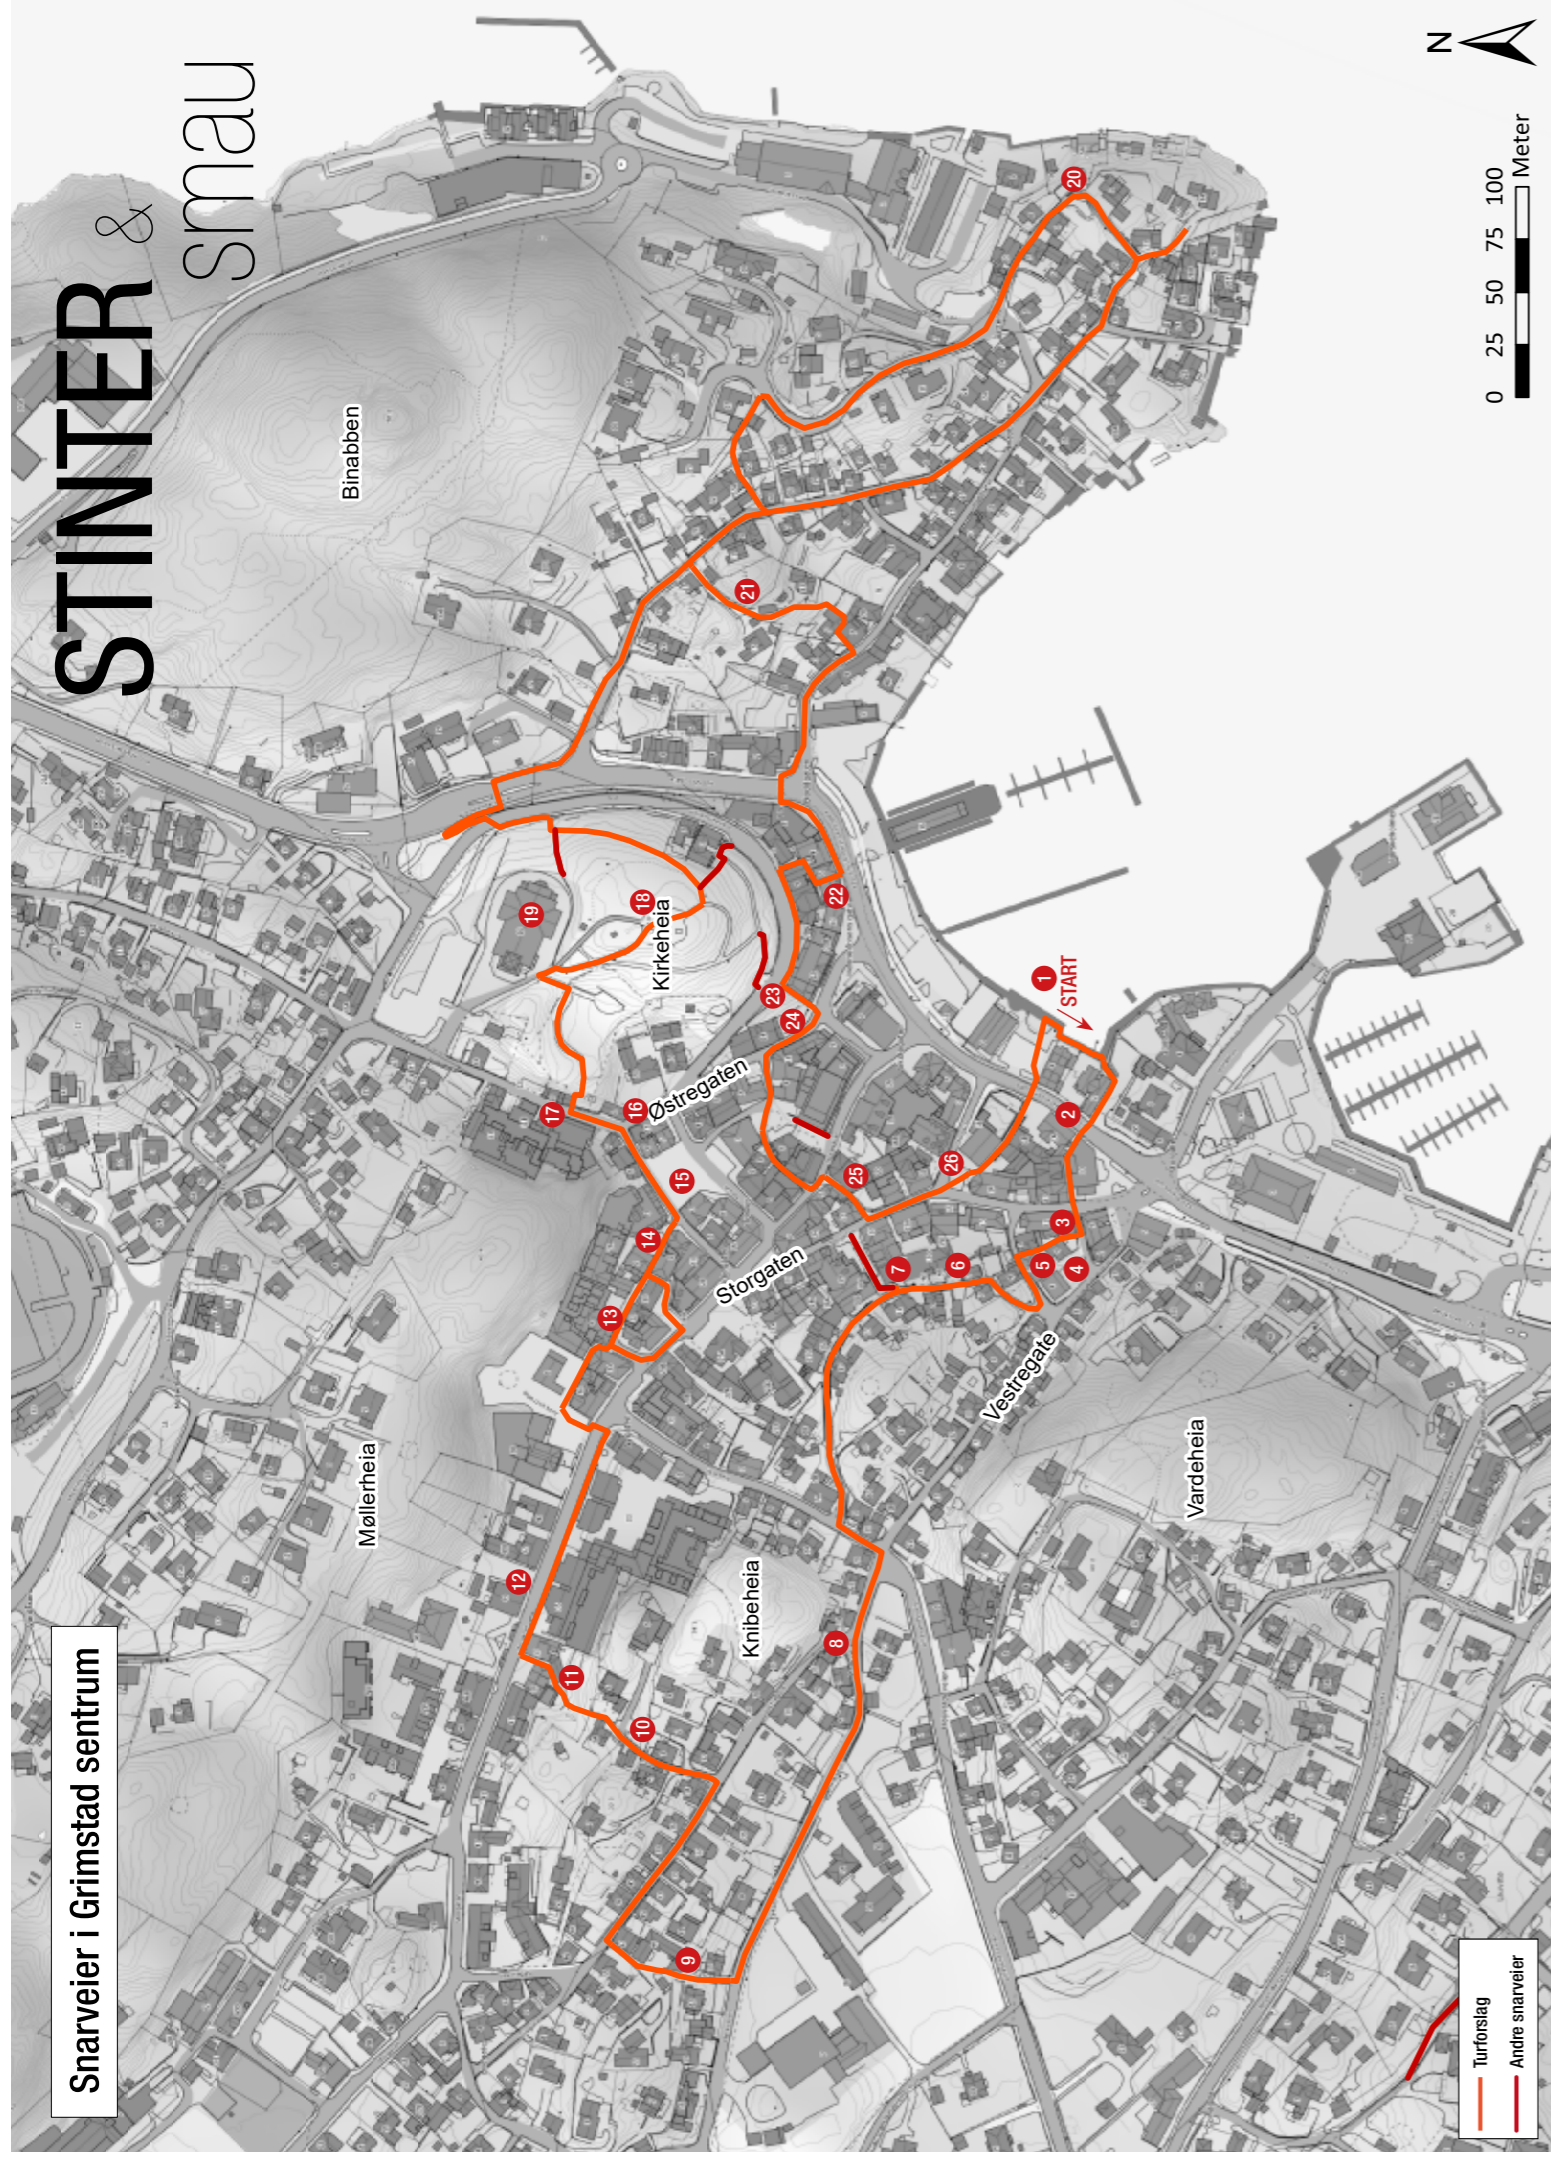 Snarveier i Grimstad sentrum
STINTER &
smau
Møllerheia
Binabben
Kirkeheia
Østregaten
Storgaten
Knibeheia
Vestregate
Vardeheia
START
1
2
3
4
5
6
7
8
9
10
11
12
13
14
15
16
17
18
19
20
21
22
23
24
25
26
Turforslag
Andre snarveier
0 25 50 75 100
Meter
N